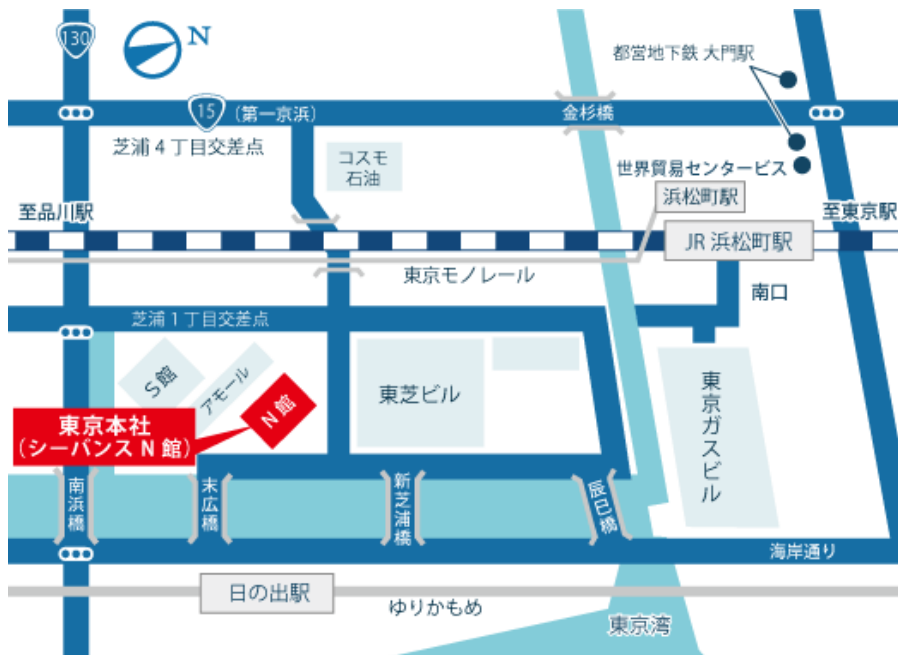 130
N
都営地下鉄 大門駅
15
(第一京浜)
金杉橋
芝浦4丁目交差点
コスモ
石油
世界貿易センタービス
浜松町駅
至品川駅
至東京駅
JR 浜松町駅
東京モノレール
南口
芝浦1丁目交差点
S館
アモール
N館
東芝ビル
東京ガスビル
東京本社
(シーバンス N 館)
南浜橋
末広橋
新芝浦橋
辰巳橋
海岸通り
日の出駅
ゆりかもめ
東京湾